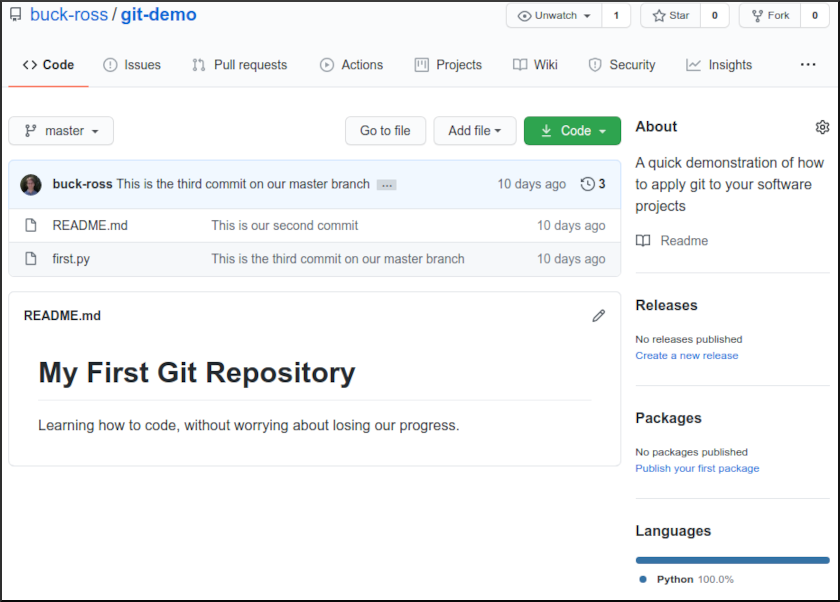 buck-ross / git-demo
Unwatch 1 Star 0 Fork 0
Code Issues Pull requests Actions Projects Wiki Security Insights ...
master Go to file Add file Code
buck-ross This is the third commit on our master branch ... 10 days ago 3
README.md This is our second commit 10 days ago
first.py This is the third commit on our master branch 10 days ago
README.md
My First Git Repository
Learning how to code, without worrying about losing our progress.
About
A quick demonstration of how
to apply git to your software
projects
Readme
Releases
No releases published
Create a new release
Packages
No packages published
Publish your first package
Languages
Python 100.0%